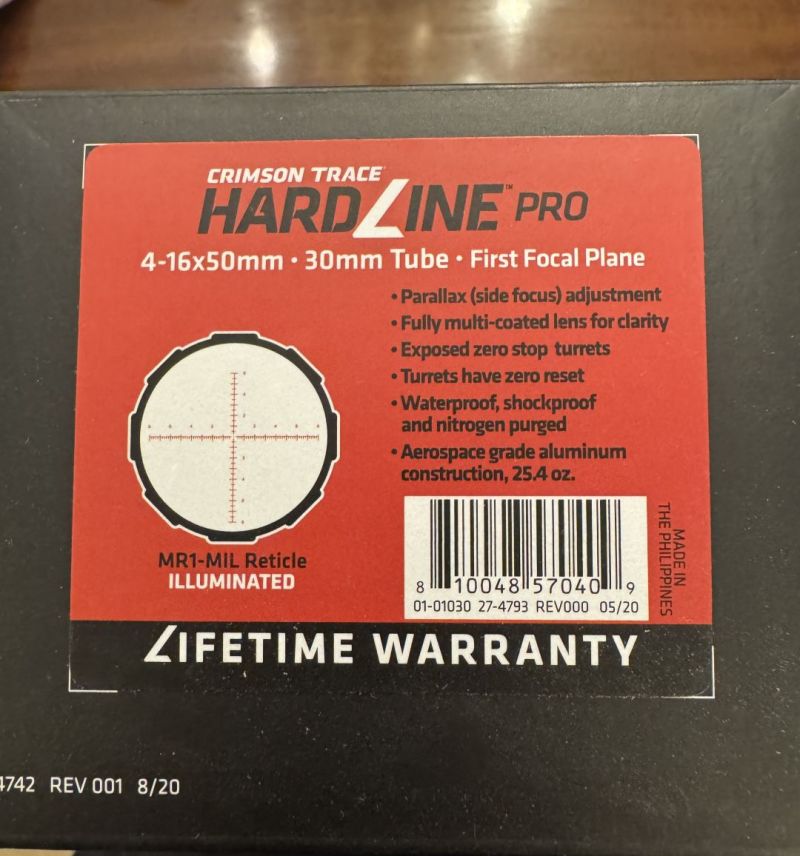 CRIMSON TRACE
HARDLINE™ PRO
4-16x50mm • 30mm Tube • First Focal Plane
• Parallax (side focus) adjustment
• Fully multi-coated lens for clarity
• Exposed zero stop turrets
• Turrets have zero reset
• Waterproof, shockproof
and nitrogen purged
• Aerospace grade aluminum
construction, 25.4 oz.
MR1-MIL Reticle
ILLUMINATED
8 10048 57040 9
01-01030 27-4793 REV000 05/20
MADE IN
THE PHILIPPINES
LIFETIME WARRANTY
4742 REV 001 8/20